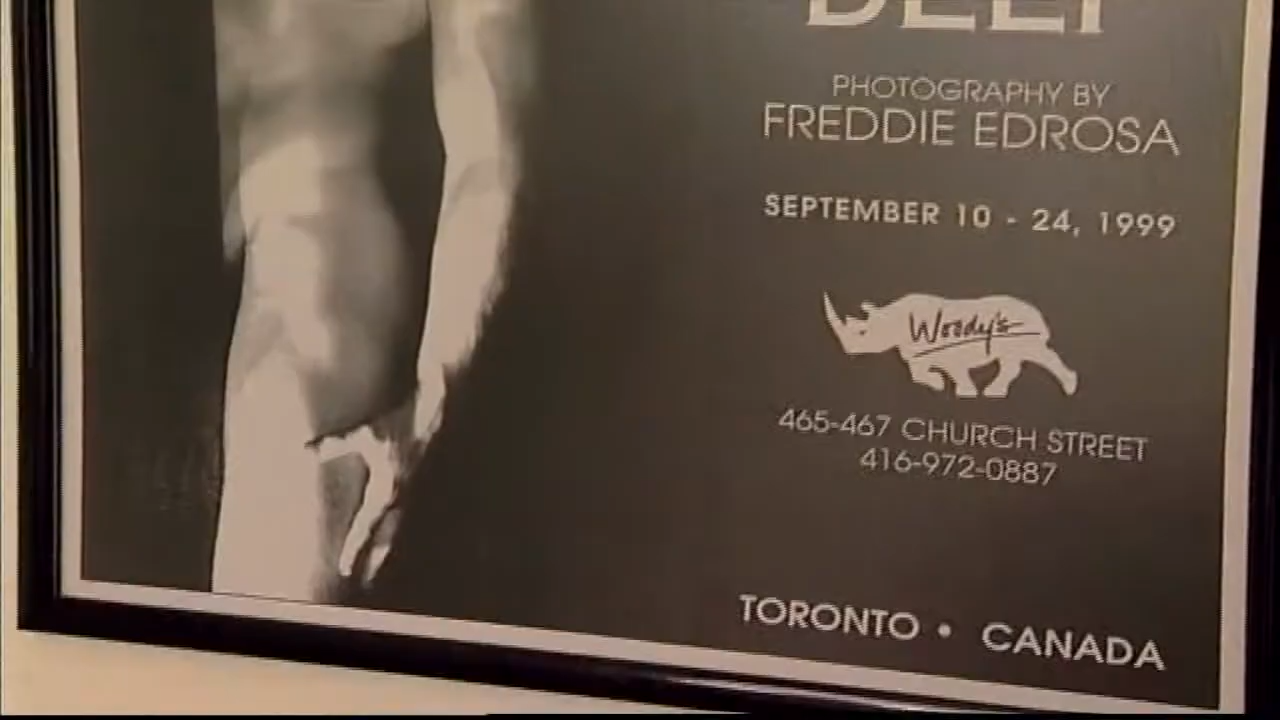 PHOTOGRAPHY BY
FREDDIE EDROSA
SEPTEMBER 10 - 24, 1999
Woody's
465-467 CHURCH STREET
416-972-0887
TORONTO • CANADA